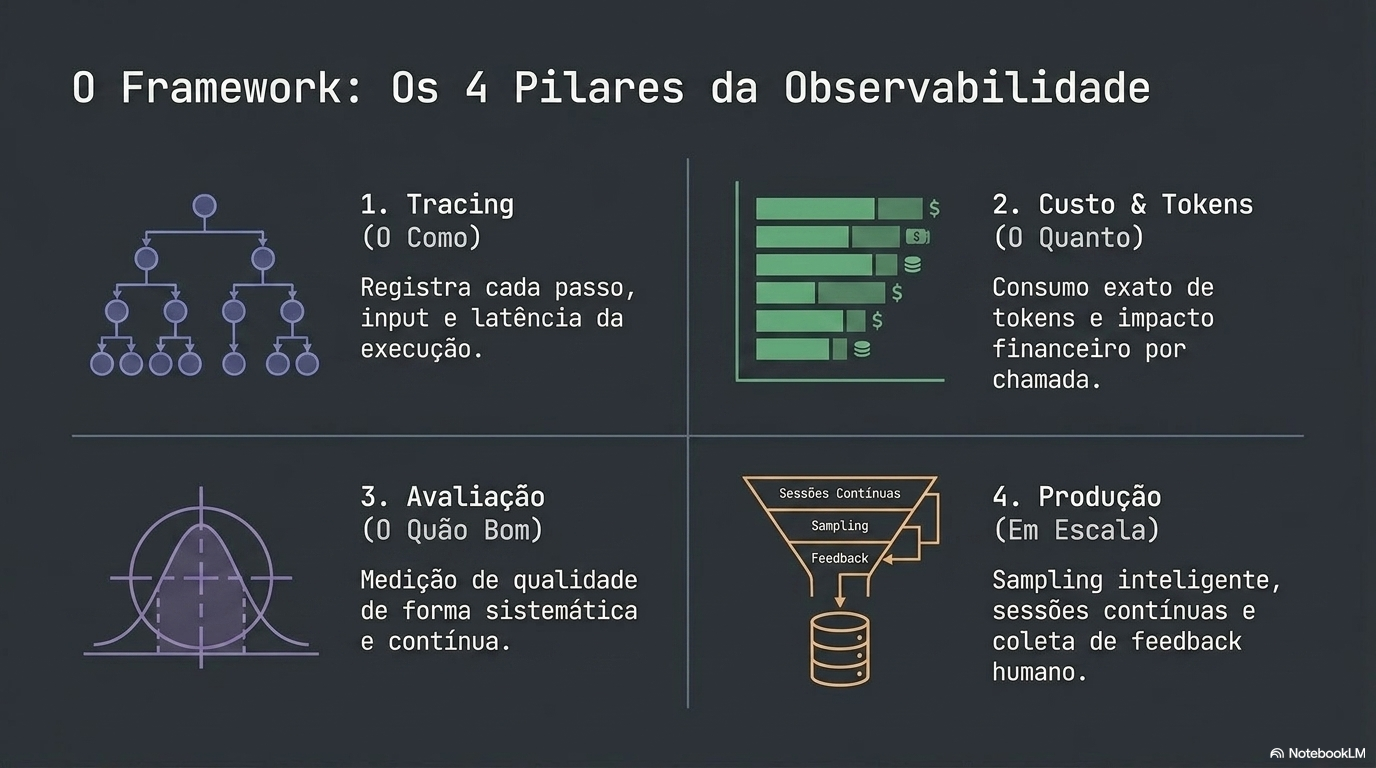 O Framework: Os 4 Pilares da Observabilidade
1. Tracing
(O Como)
Registra cada passo,
input e latência da
execução.
$
$
$
$
2. Custo & Tokens
(O Quanto)
Consumo exato de
tokens e impacto
financeiro por
chamada.
3. Avaliação
(O Quão Bom)
Medição de qualidade
de forma sistemática
e contínua.
Sessões Contínuas
Sampling
Feedback
4. Produção
(Em Escala)
Sampling inteligente,
sessões contínuas e
coleta de feedback
humano.
NotebookLM